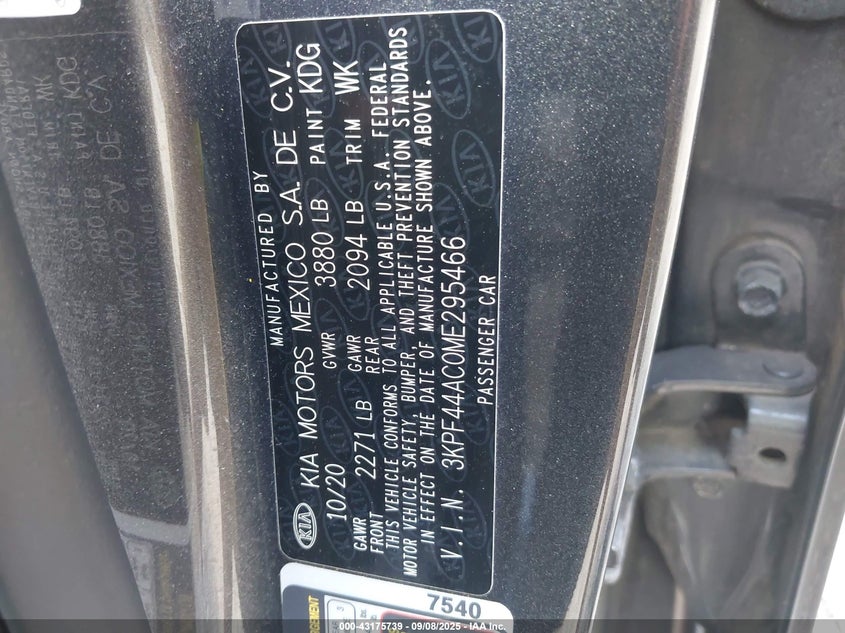 MANUFACTURED BY
KIA KIA MOTORS MEXICO S.A. DE C.V.
10/20 GVWR 3880 LB PAINT KDG
GAWR FRONT 2271 LB GAWR REAR 2094 LB TRIM WK
THIS VEHICLE CONFORMS TO ALL APPLICABLE U.S.A. FEDERAL
MOTOR VEHICLE SAFETY, BUMPER, AND THEFT PREVENTION STANDARDS
IN EFFECT ON THE DATE OF MANUFACTURE SHOWN ABOVE.
V.I.N. 3KPF44AC0ME295466
PASSENGER CAR
7540
000-43175739 - 09/08/2025 - IAA Inc.